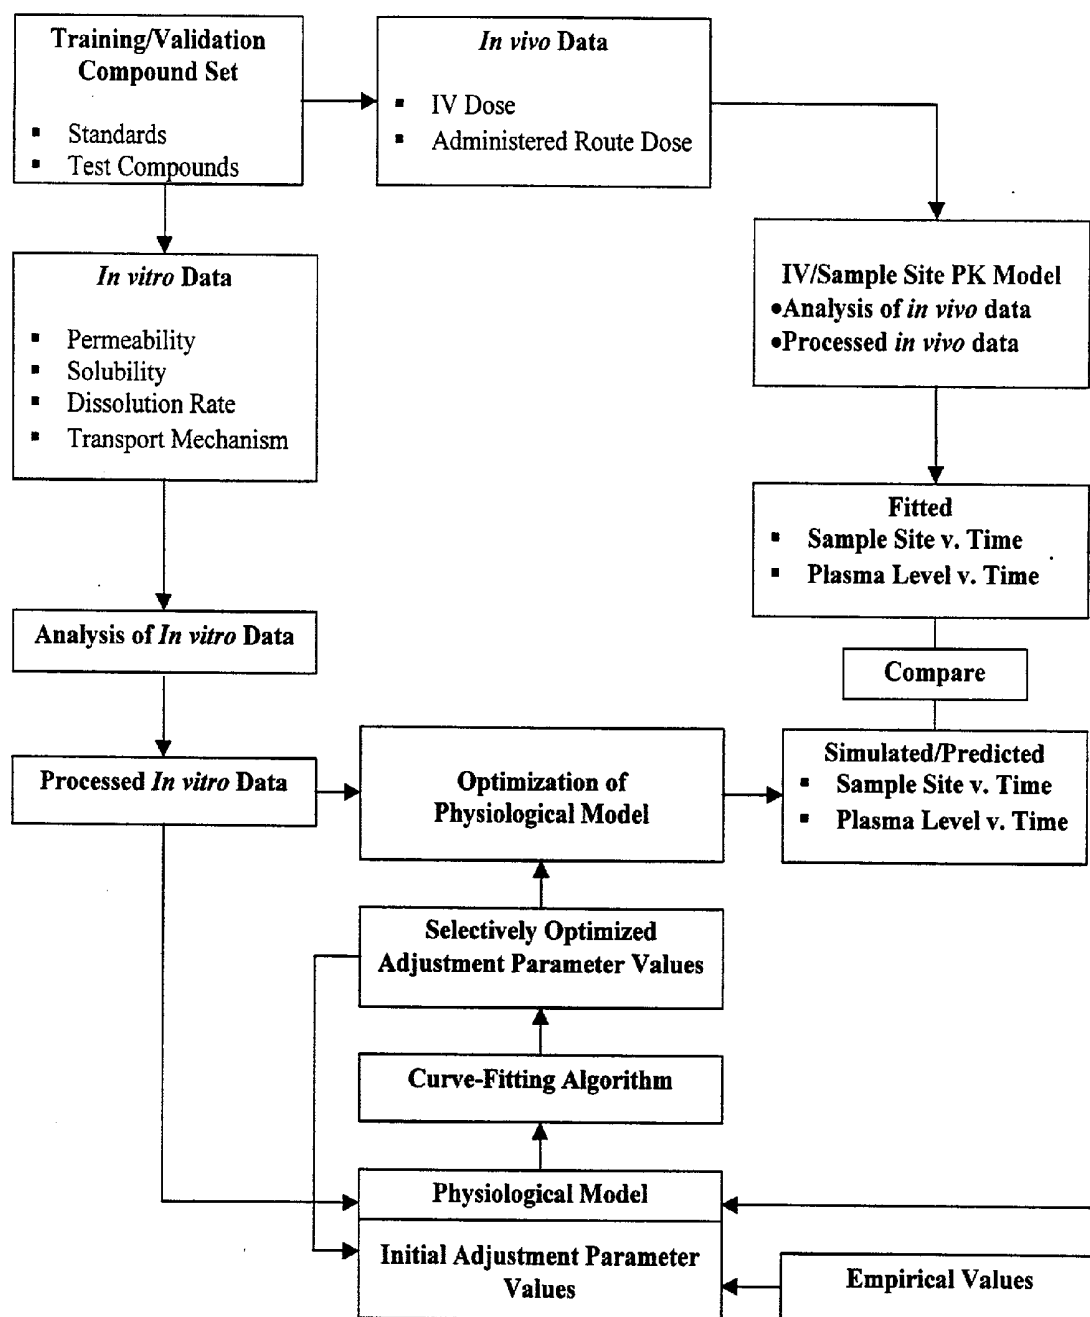 Training/Validation
Compound Set
▪ Standards
▪ Test Compounds
In vivo Data
▪ IV Dose
▪ Administered Route Dose
In vitro Data
▪ Permeability
▪ Solubility
▪ Dissolution Rate
▪ Transport Mechanism
IV/Sample Site PK Model
•Analysis of in vivo data
•Processed in vivo data
Fitted
▪ Sample Site v. Time
▪ Plasma Level v. Time
Analysis of In vitro Data
Compare
Processed In vitro Data
Optimization of
Physiological Model
Simulated/Predicted
▪ Sample Site v. Time
▪ Plasma Level v. Time
Selectively Optimized
Adjustment Parameter Values
Curve-Fitting Algorithm
Physiological Model
Initial Adjustment Parameter
Values
Empirical Values